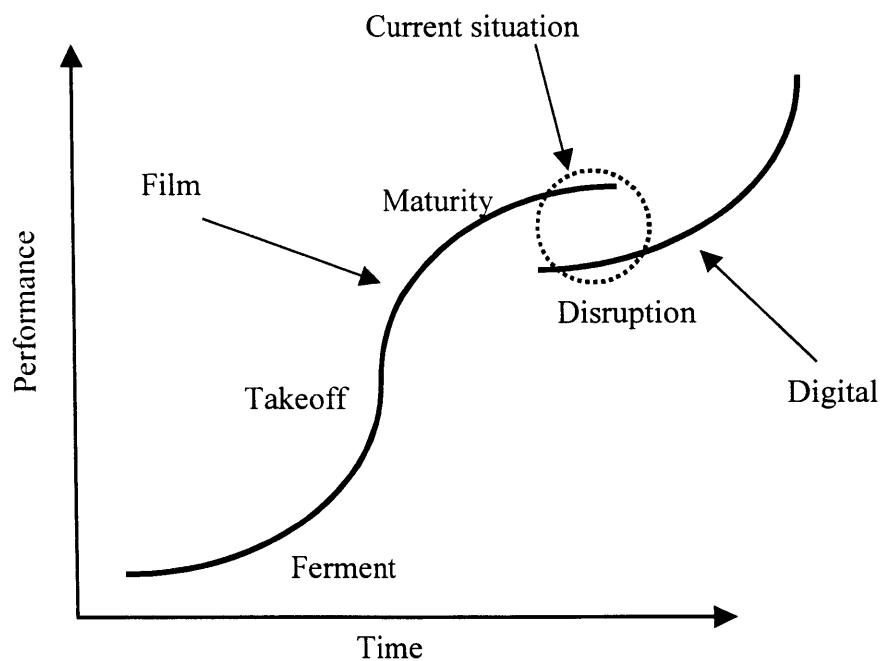 Current situation
Film
Maturity
Performance
Disruption
Takeoff
Digital
Ferment
Time